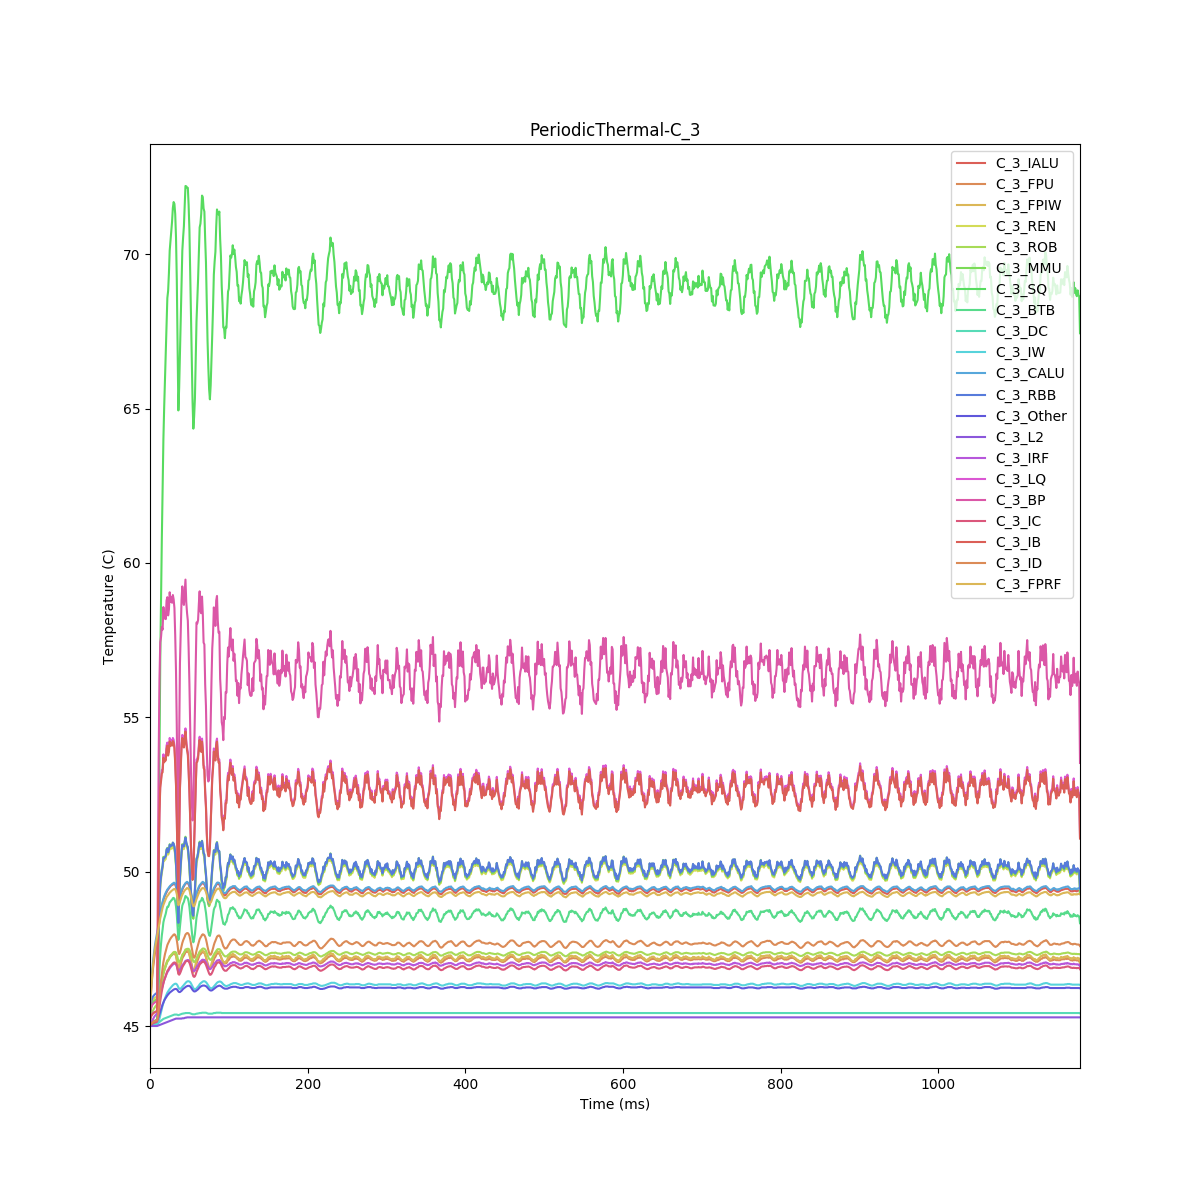 PeriodicThermal-C_3
C_3_IALU
C_3_FPU
C_3_FPIW
C_3_REN
C_3_ROB
C_3_MMU
C_3_SQ
C_3_BTB
C_3_DC
C_3_IW
C_3_CALU
C_3_RBB
C_3_Other
C_3_L2
C_3_IRF
C_3_LQ
C_3_BP
C_3_IC
C_3_IB
C_3_ID
C_3_FPRF
70
65
60
55
50
45
Temperature (C)
0 200 400 600 800 1000
Time (ms)